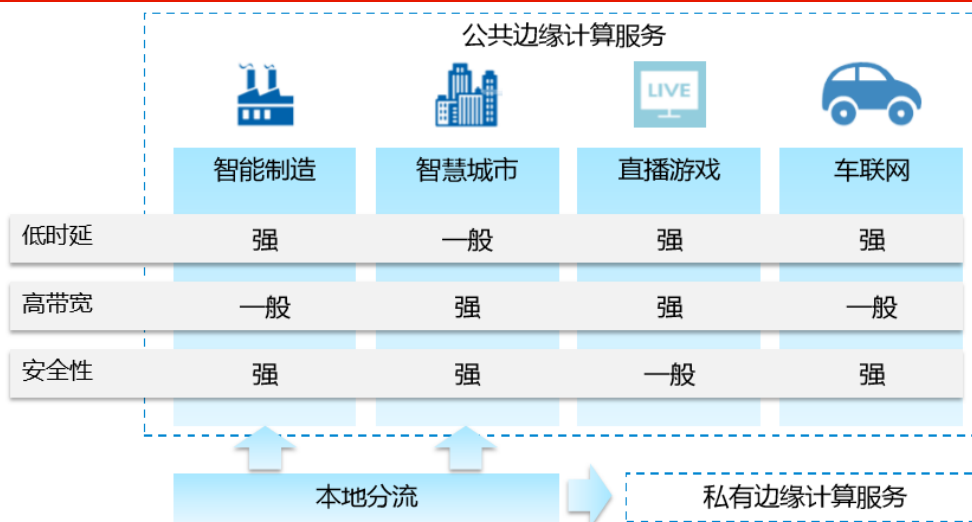 公共边缘计算服务
LIVE
智能制造 智慧城市 直播游戏 车联网
低时延 强 一般 强 强
高带宽 一般 强 强 一般
安全性 强 强 一般 强
本地分流 私有边缘计算服务